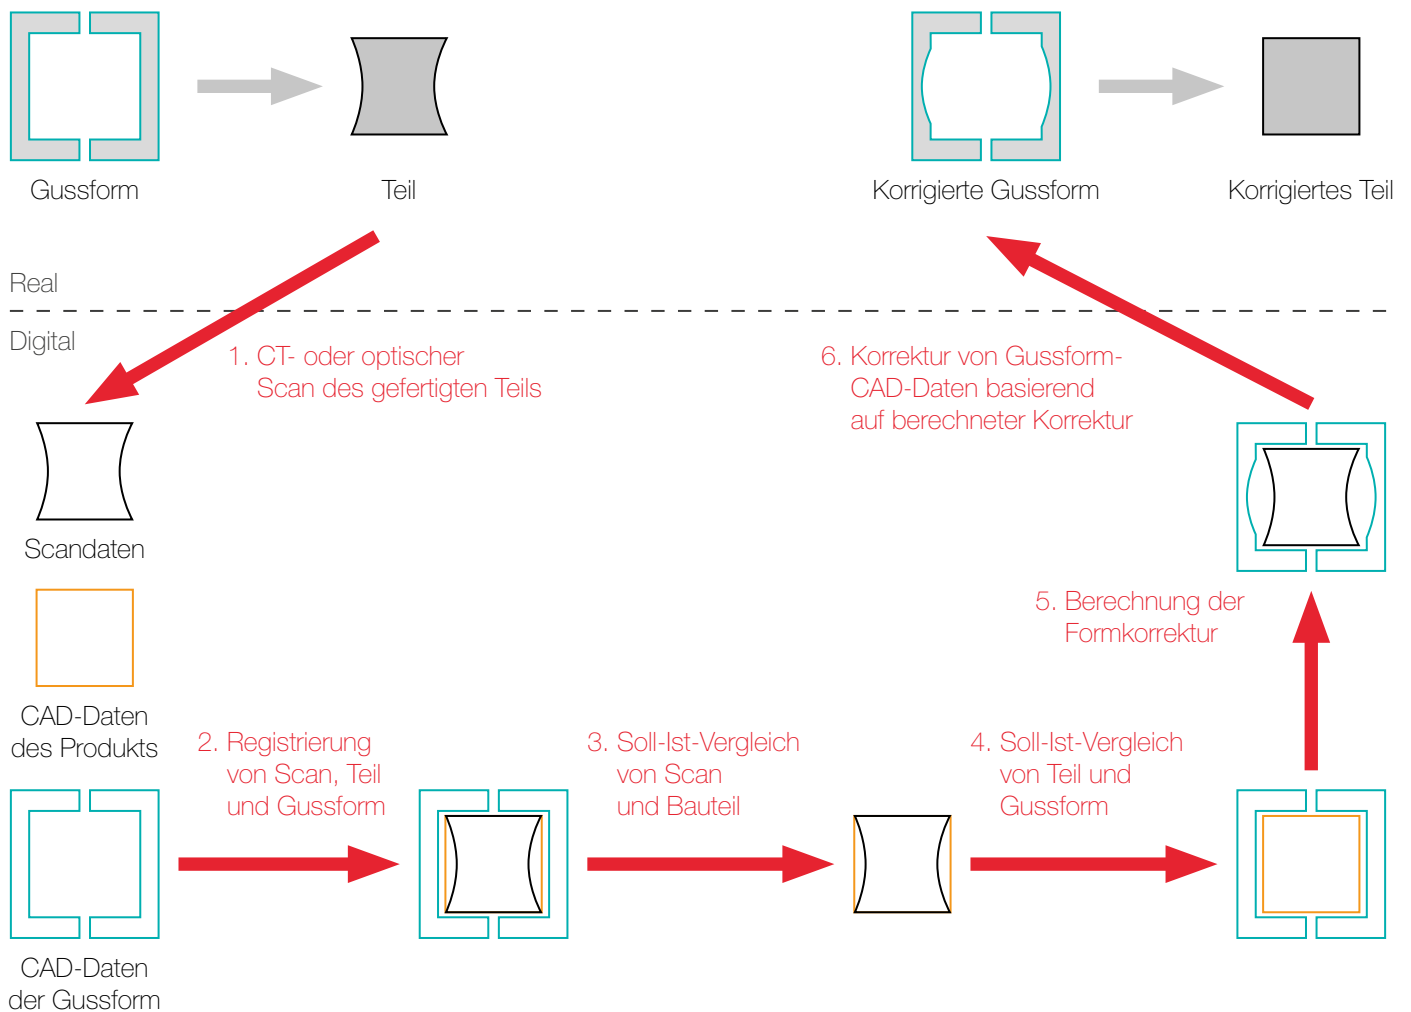 Gussform
Teil
Korrigierte Gussform
Korrigiertes Teil
Real
Digital
1. CT- oder optischer
Scan des gefertigten Teils
6. Korrektur von Gussform-
CAD-Daten basierend
auf berechneter Korrektur
Scandaten
5. Berechnung der
Formkorrektur
CAD-Daten
des Produkts
2. Registrierung
von Scan, Teil
und Gussform
3. Soll-Ist-Vergleich
von Scan
und Bauteil
4. Soll-Ist-Vergleich
von Teil und
Gussform
CAD-Daten
der Gussform